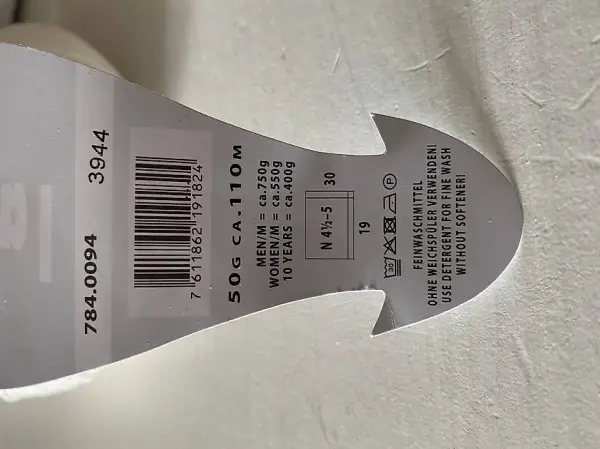 784.0094 3944
7 611862 191824
50G CA.110M
MEN/M = ca.750g
WOMEN/M = ca.550g
10 YEARS = ca.400g
N 4½–5 30
19
30 P
FEINWASCHMITTEL
OHNE WEICHSPÜLER VERWENDEN!
USE DETERGENT FOR FINE WASH
WITHOUT SOFTENER!